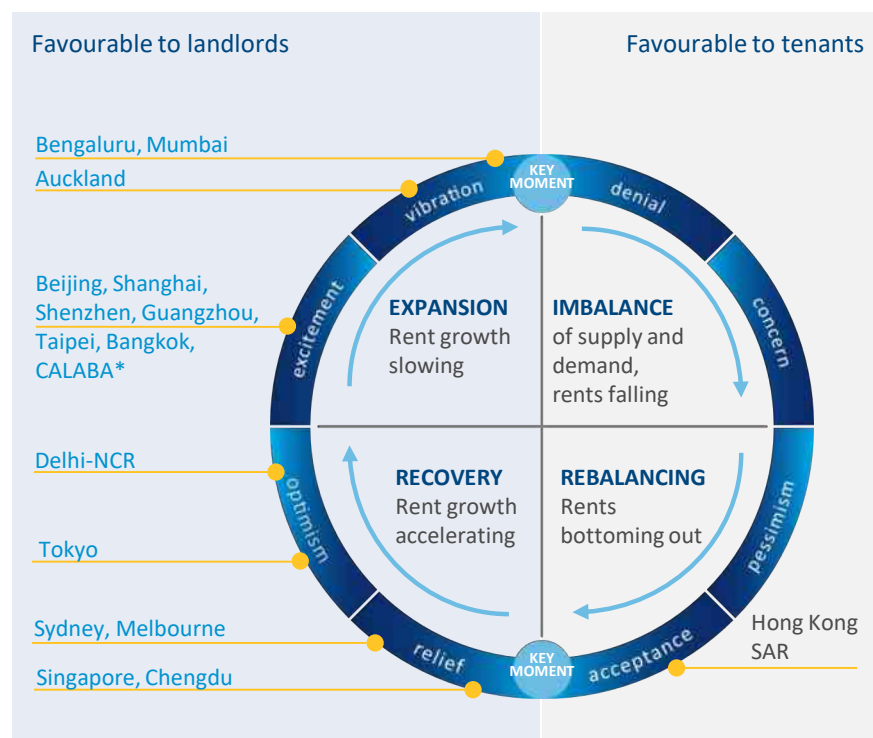 Favourable to landlords
Favourable to tenants
Bengaluru, Mumbai
Auckland
Beijing, Shanghai,
Shenzhen, Guangzhou,
Taipei, Bangkok,
CALABA*
Delhi-NCR
Tokyo
Sydney, Melbourne
Singapore, Chengdu
KEY
MOMENT
vibration
denial
excitement
concern
EXPANSION
Rent growth
slowing
IMBALANCE
of supply and
demand,
rents falling
RECOVERY
Rent growth
accelerating
REBALANCING
Rents
bottoming out
optimism
pessimism
relief
acceptance
KEY
MOMENT
Hong Kong
SAR